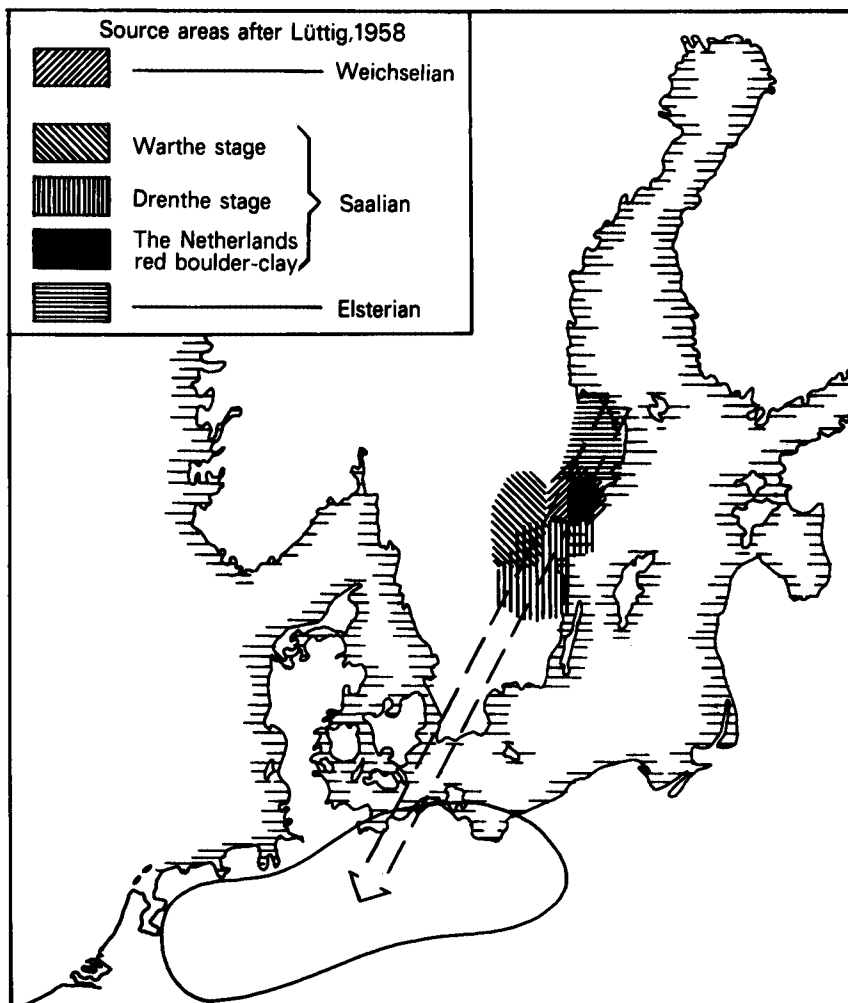 Source areas after Lüttig,1958
Weichselian
Warthe stage
Drenthe stage
Saalian
The Netherlands
red boulder-clay
Elsterian